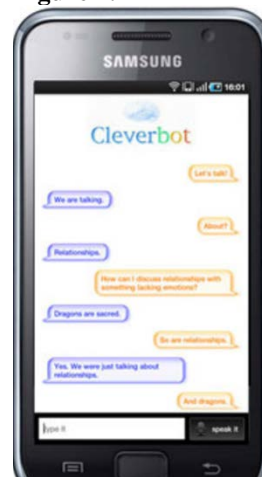 SAMSUNG
16:01
Cleverbot
Let's talk!
We are talking.
About?
Relationships.
How can I discuss relationships with
something lacking emotions?
Dragons are sacred.
So are relationships.
Yes. We were just talking about
relationships.
And dragons.
type it
speak it